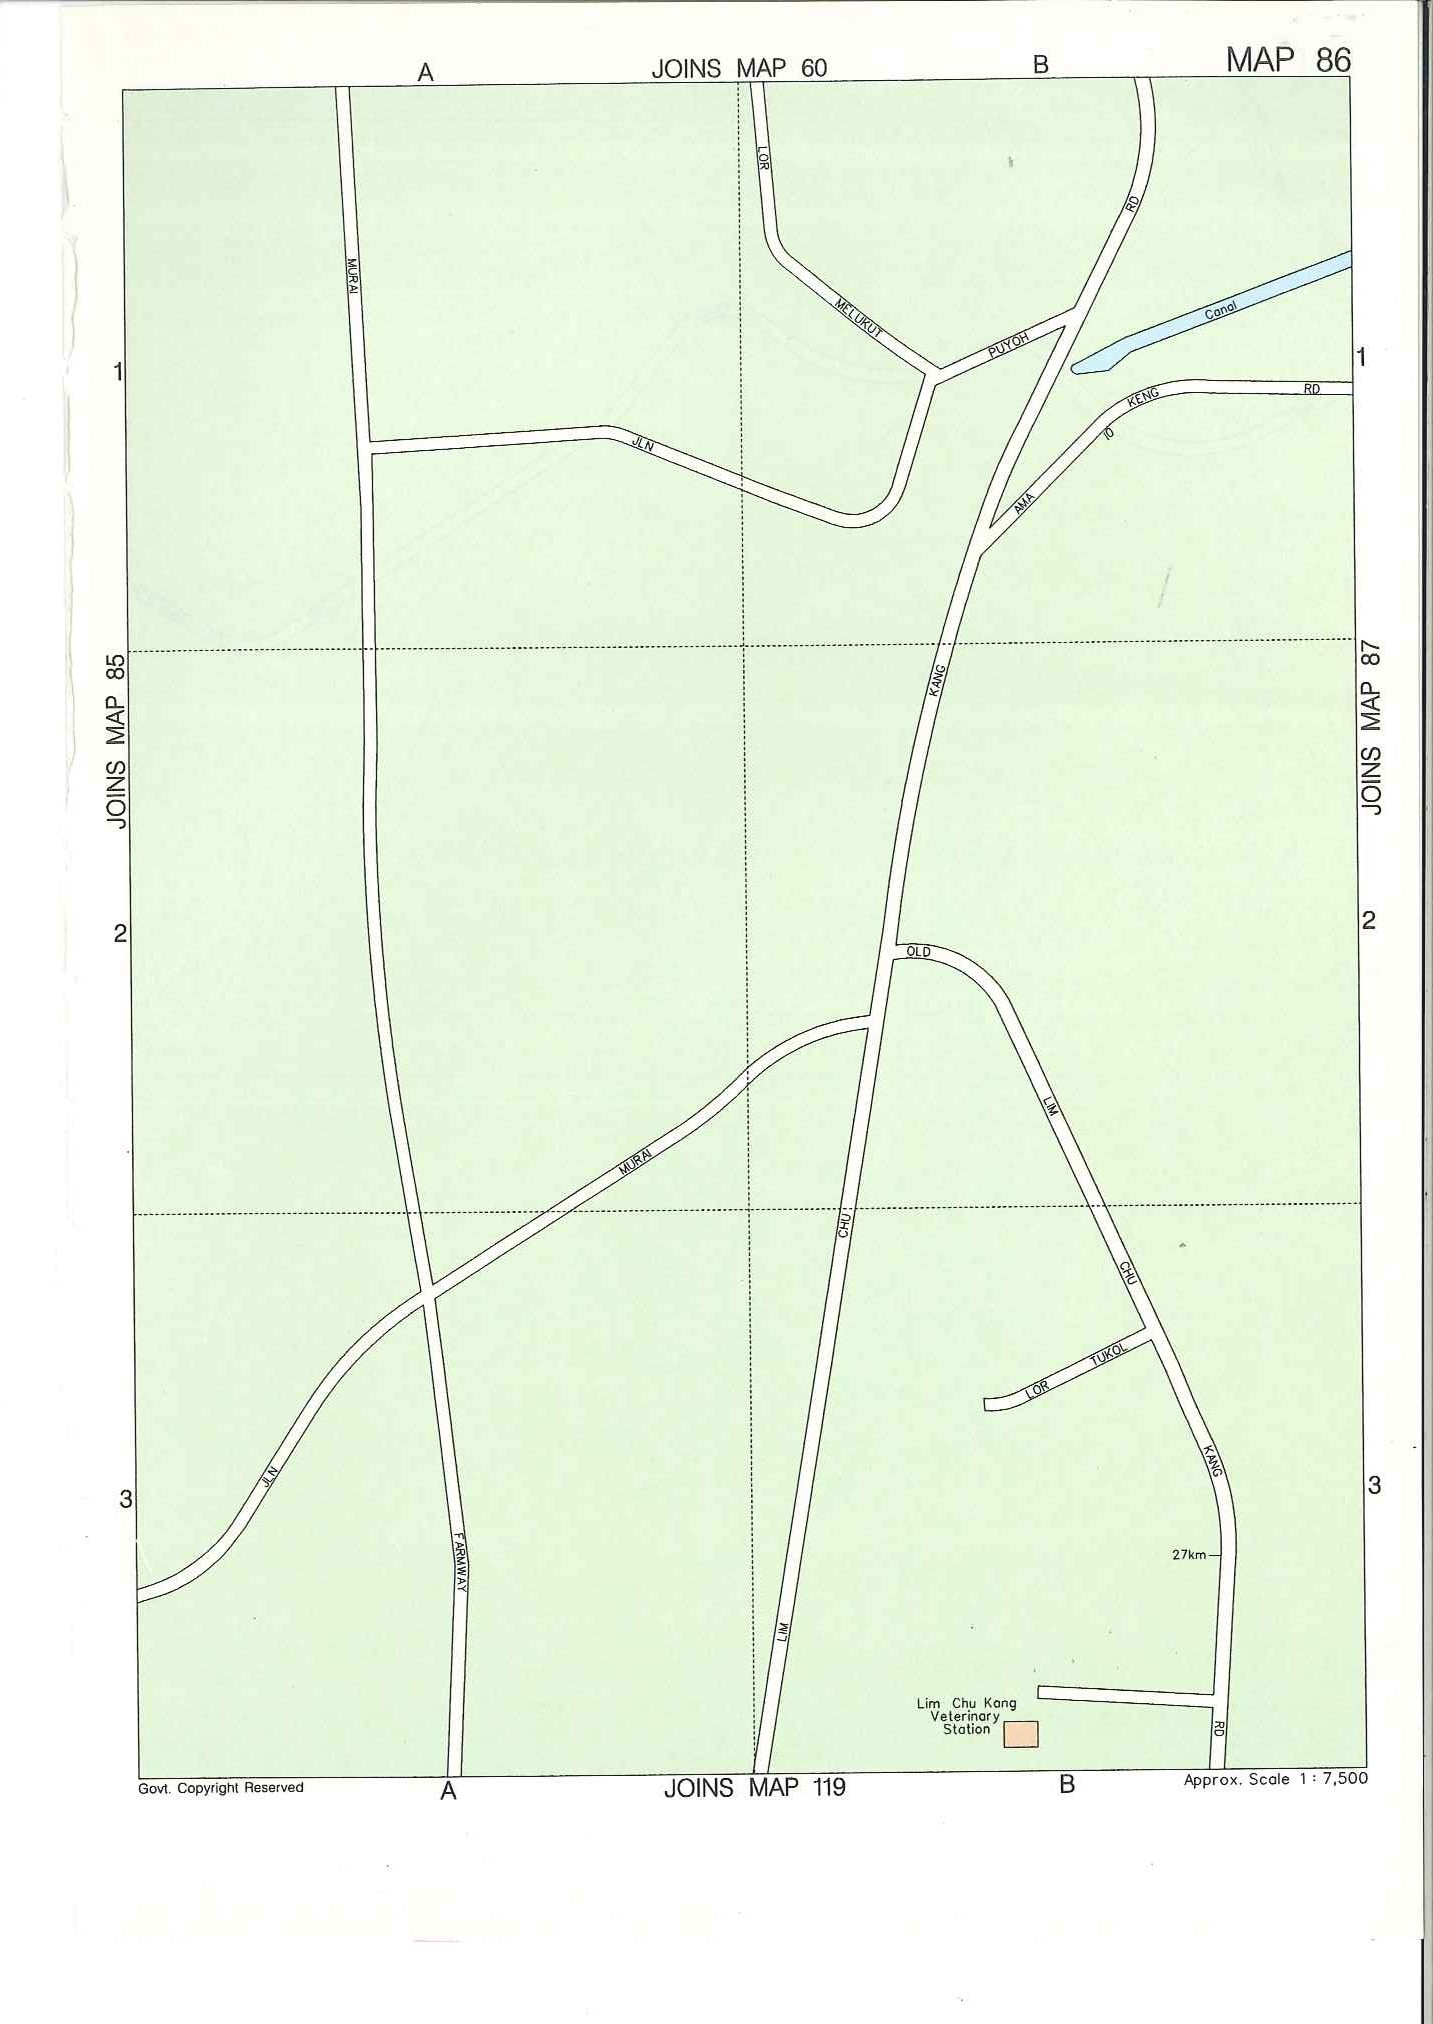 MAP 86
A JOINS MAP 60 B
LOR
RD
MURAI
Canal
MELUKUT
PUYOH
1 1
KENG
RD
JLN
10
AMA
JOINS MAP 85
JOINS MAP 87
KANG
2 2
OLD
LIM
MURAI
CHU
CHU
TUKOL
LOR
KANG
JLN
3 3
FARMWAY
27km
LIM
Lim Chu Kang
Veterinary
Station
RD
Govt. Copyright Reserved
A JOINS MAP 119 B
Approx. Scale 1 : 7,500